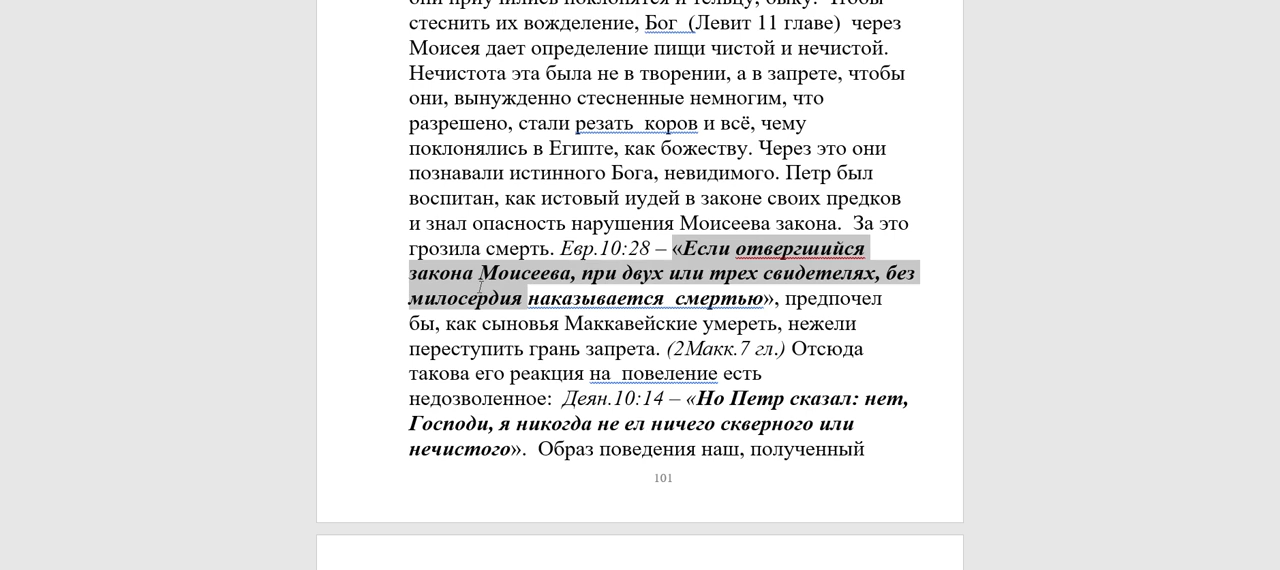 они приучились поклонятся и тельцу, быку. Чтобы
стеснить их вожделение, Бог (Левит 11 главе) через
Моисея дает определение пищи чистой и нечистой.
Нечистота эта была не в творении, а в запрете, чтобы
они, вынужденно стесненные немногим, что
разрешено, стали резать коров и всё, чему
поклонялись в Египте, как божеству. Через это они
познавали истинного Бога, невидимого. Петр был
воспитан, как истовый иудей в законе своих предков
и знал опасность нарушения Моисеева закона. За это
грозила смерть. Евр.10:28 – «Если отвергшийся
закона Моисеева, при двух или трех свидетелях, без
милосердия наказывается смертью», предпочел
бы, как сыновья Маккавейские умереть, нежели
переступить грань запрета. (2Макк.7 гл.) Отсюда
такова его реакция на повеление есть
недозволенное: Деян.10:14 – «Но Петр сказал: нет,
Господи, я никогда не ел ничего скверного или
нечистого». Образ поведения наш, полученный
101